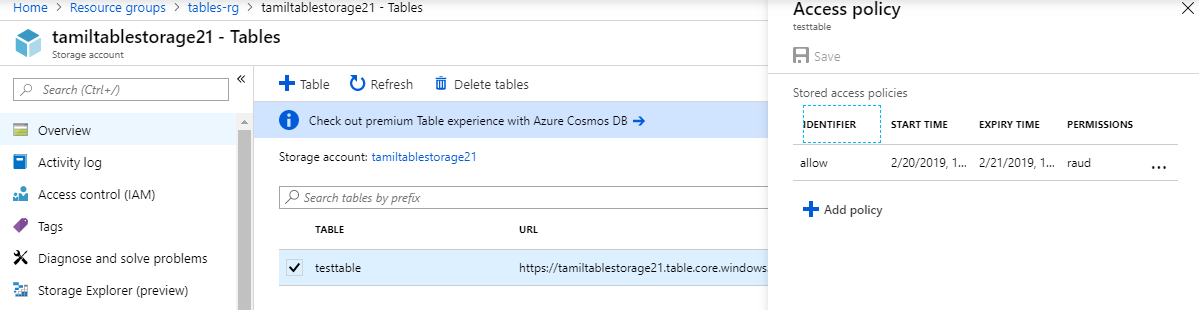 Home > Resource groups > tables-rg > tamiltablestorage21 - Tables
tamiltablestorage21 - Tables
Storage account
Search (Ctrl+/)
«
Overview
Activity log
Access control (IAM)
Tags
Diagnose and solve problems
Storage Explorer (preview)
Table Refresh Delete tables
Check out premium Table experience with Azure Cosmos DB →
Storage account: tamiltablestorage21
Search tables by prefix
TABLE URL
testtable https://tamiltablestorage21.table.core.windows.
Access policy
testtable
Save
Stored access policies
IDENTIFIER START TIME EXPIRY TIME PERMISSIONS
allow 2/20/2019, 1... 2/21/2019, 1... raud ...
Add policy